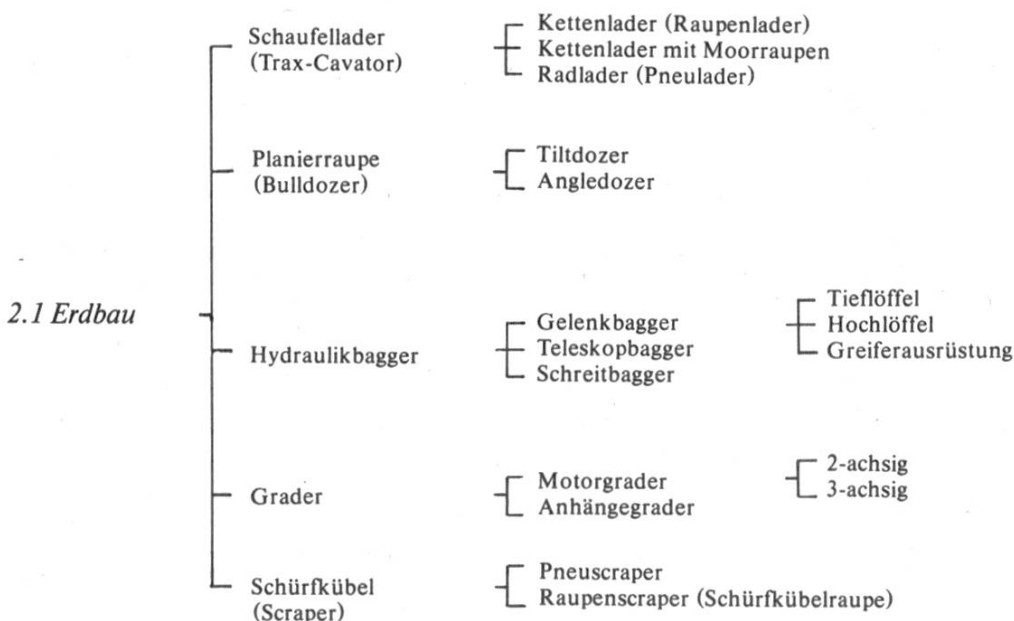 Schaufellader
(Trax-Cavator)
Kettenlader (Raupenlader)
Kettenlader mit Moorraupen
Radlader (Pneulader)
Planierraupe
(Bulldozer)
Tiltdozer
Angledozer
2.1 Erdbau
Hydraulikbagger
Gelenkbagger
Teleskopbagger
Schreitbagger
Tieflöffel
Hochlöffel
Greiferausrüstung
Grader
Motorgrader
Anhängegrader
2-achsig
3-achsig
Schürfkübel
(Scraper)
Pneuscraper
Raupenscraper (Schürfkübelraupe)